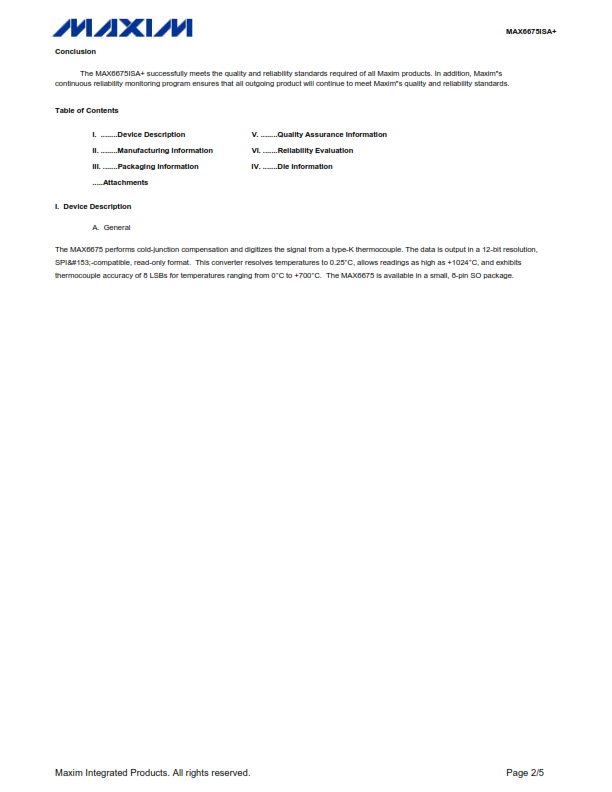 MAXIM
MAX6675ISA+
Conclusion
The MAX6675ISA+ successfully meets the quality and reliability standards required of all Maxim products. In addition, Maxim"s
continuous reliability monitoring program ensures that all outgoing product will continue to meet Maxim"s quality and reliability standards.
Table of Contents
I. ........Device Description V. ........Quality Assurance Information
II. ........Manufacturing Information VI. .......Reliability Evaluation
III. .......Packaging Information IV. .......Die Information
.....Attachments
I. Device Description
A. General
The MAX6675 performs cold-junction compensation and digitizes the signal from a type-K thermocouple. The data is output in a 12-bit resolution,
SPI&#153;-compatible, read-only format. This converter resolves temperatures to 0.25°C, allows readings as high as +1024°C, and exhibits
thermocouple accuracy of 8 LSBs for temperatures ranging from 0°C to +700°C. The MAX6675 is available in a small, 8-pin SO package.
Maxim Integrated Products. All rights reserved. Page 2/5